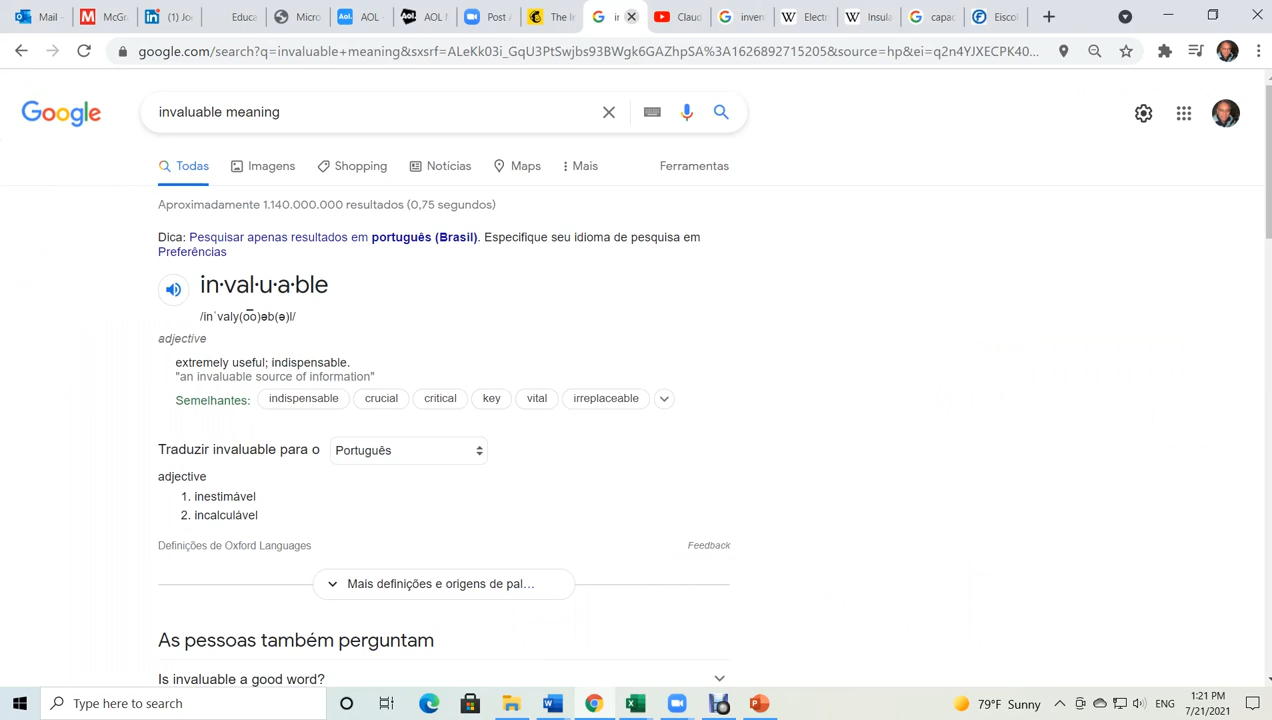 Mail - McGr (1) Jo Educa Micro AOL - AOL M Post A The In in Claud inver Electr Insula capac Eiscol
google.com/search?q=invaluable+meaning&sxsrf=ALeKk03i_GqU3PtSwjbs93BWgk6GAZhpSA%3A1626892715205&source=hp&ei=q2n4YJXECPK40...
Google invaluable meaning
Todas Imagens Shopping Notícias Maps Mais Ferramentas
Aproximadamente 1.140.000.000 resultados (0,75 segundos)
Dica: Pesquisar apenas resultados em português (Brasil). Especifique seu idioma de pesquisa em
Preferências
in·val·u·a·ble
/inˈvaly(o͞o)əb(ə)l/
adjective
extremely useful; indispensable.
"an invaluable source of information"
Semelhantes: indispensable crucial critical key vital irreplaceable
Traduzir invaluable para o Português
adjective
1. inestimável
2. incalculável
Definições de Oxford Languages Feedback
Mais definições e origens de pal…
As pessoas também perguntam
Is invaluable a good word?
Type here to search 79°F Sunny ENG 1:21 PM
7/21/2021